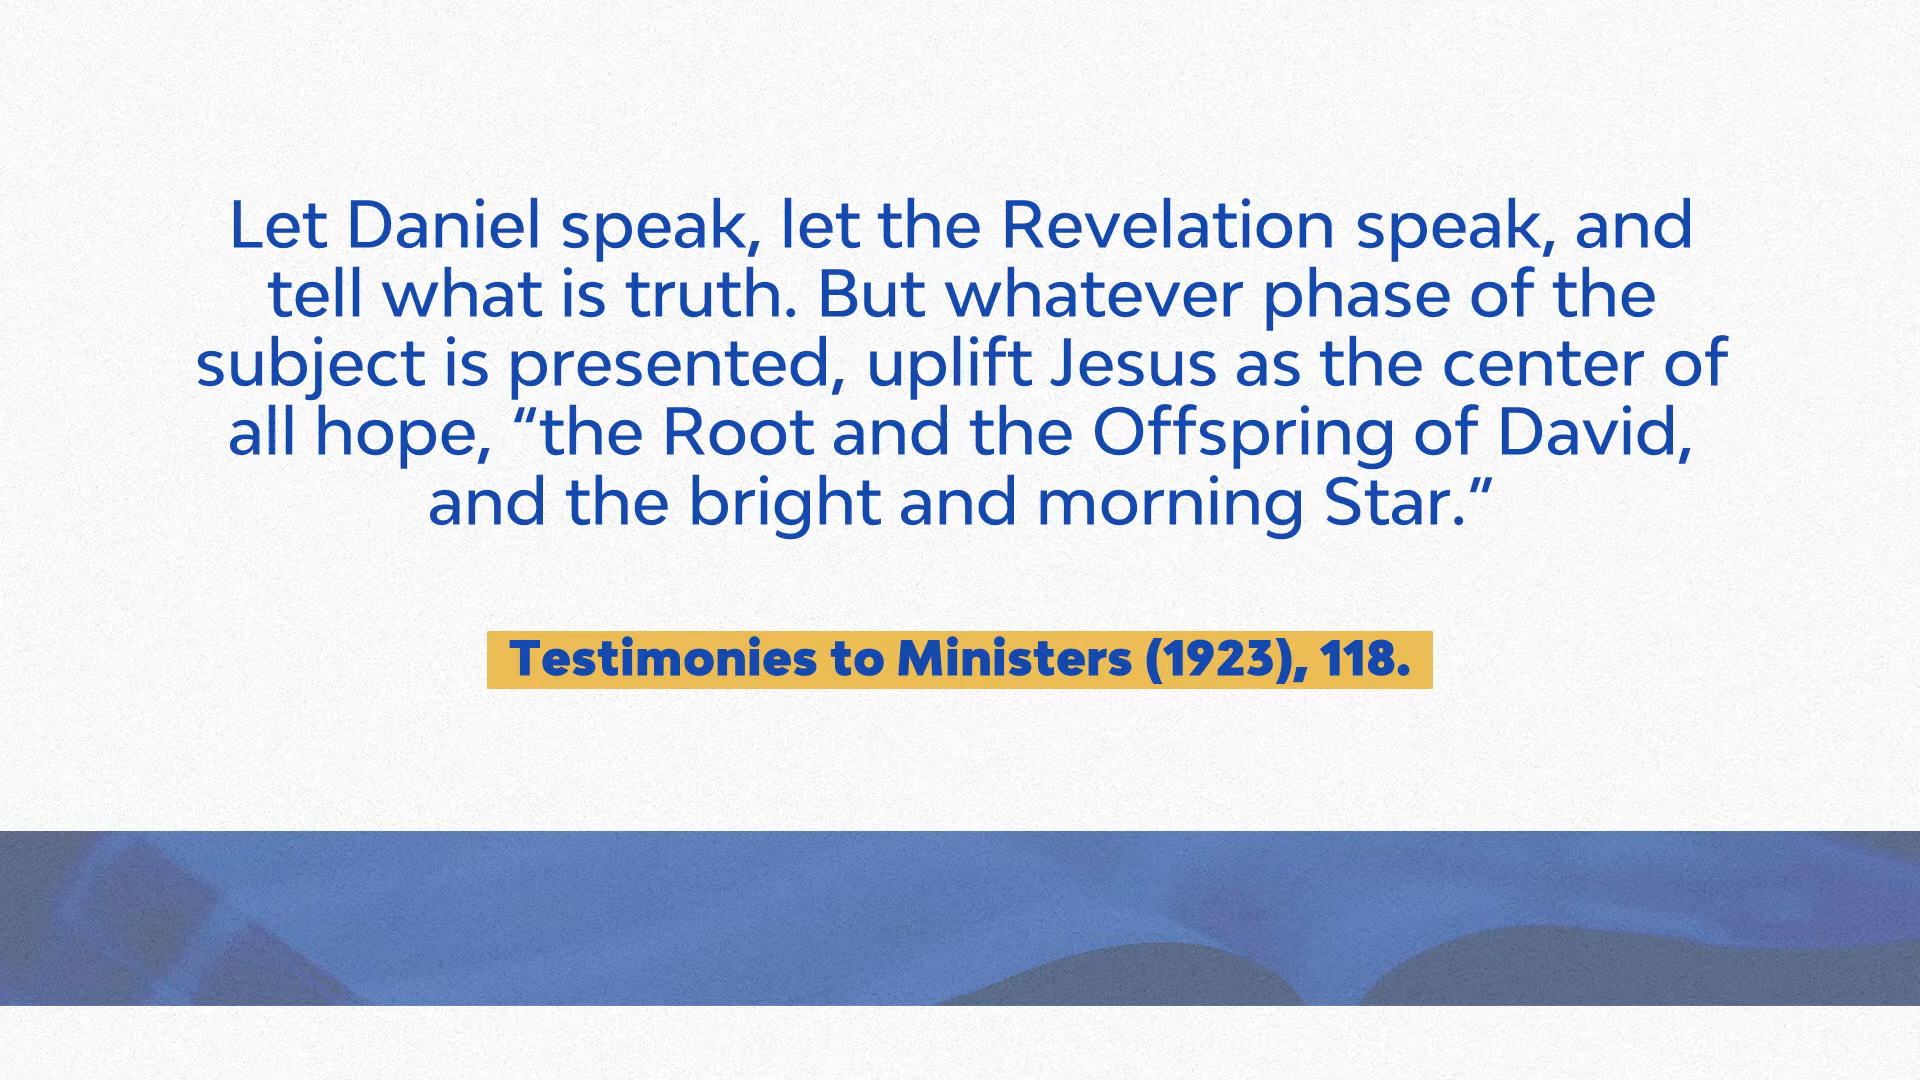 Let Daniel speak, let the Revelation speak, and
tell what is truth. But whatever phase of the
subject is presented, uplift Jesus as the center of
all hope, “the Root and the Offspring of David,
and the bright and morning Star.”
Testimonies to Ministers (1923), 118.